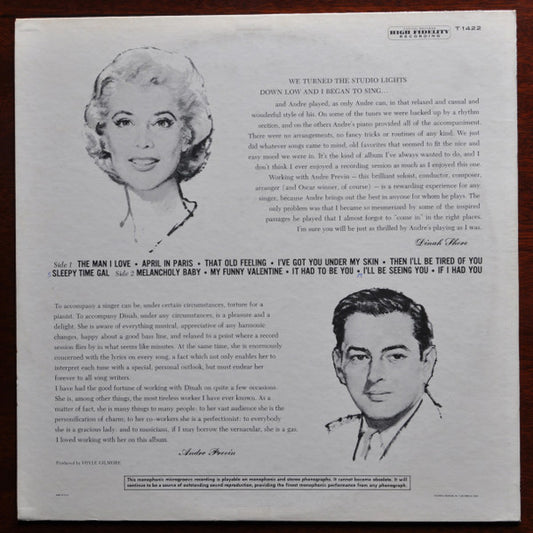 HIGH FIDELITY
RECORDING
T1422
WE TURNED THE STUDIO LIGHTS
DOWN LOW AND I BEGAN TO SING...
and Andre played, as only Andre can, in that relaxed and casual and
wonderful style of his. On some of the tunes we were backed up by a rhythm
section, and on the others Andre's piano provided all of the accompaniment.
There were no arrangements, no fancy tricks or routines of any kind. We just
did whatever songs came to mind, old favorites that seemed to fit the nice and
easy mood we were in. It's the kind of album I've always wanted to do, and I
don't think I ever enjoyed a recording session as much as I enjoyed this one.
Working with Andre Previn — this brilliant soloist, conductor, composer,
arranger (and Oscar winner, of course) — is a rewarding experience for any
singer, because Andre brings out the best in anyone for whom he plays. The
only problem was that I became so mesmerized by some of the inspired
passages he played that I almost forgot to "come in" in the right places.
I'm sure you will be just as thrilled by Andre's playing as I was.
Dinah Shore
Side 1 THE MAN I LOVE • APRIL IN PARIS • THAT OLD FEELING • I'VE GOT YOU UNDER MY SKIN • THEN I'LL BE TIRED OF YOU
SLEEPY TIME GAL Side 2 MELANCHOLY BABY • MY FUNNY VALENTINE • IT HAD TO BE YOU • I'LL BE SEEING YOU • IF I HAD YOU
To accompany a singer can be, under certain circumstances, torture for a
pianist. To accompany Dinah, under any circumstances, is a pleasure and a
delight. She is aware of everything musical, appreciative of any harmonic
changes, happy about a good bass line, and relaxed to a point where a record
session flies by in what seems like minutes. At the same time, she is enormously
concerned with the lyrics on every song, a fact which not only enables her to
interpret each tune with a special, personal outlook, but must endear her
forever to all song writers.
I have had the good fortune of working with Dinah on quite a few occasions.
She is, among other things, the most tireless worker I have ever known. As a
matter of fact, she is many things to many people: to her vast audience she is the
personification of charm; to her co-workers she is a perfectionist; to everybody
she is a gracious lady; and to musicians, if I may borrow the vernacular, she is a gas.
I loved working with her on this album.
Andre Previn
Produced by VOYLE GILMORE
This monophonic microgroove recording is playable on monophonic and stereo phonographs. It cannot become obsolete. It will
continue to be a source of outstanding sound reproduction, providing the finest monophonic performance from any phonograph.